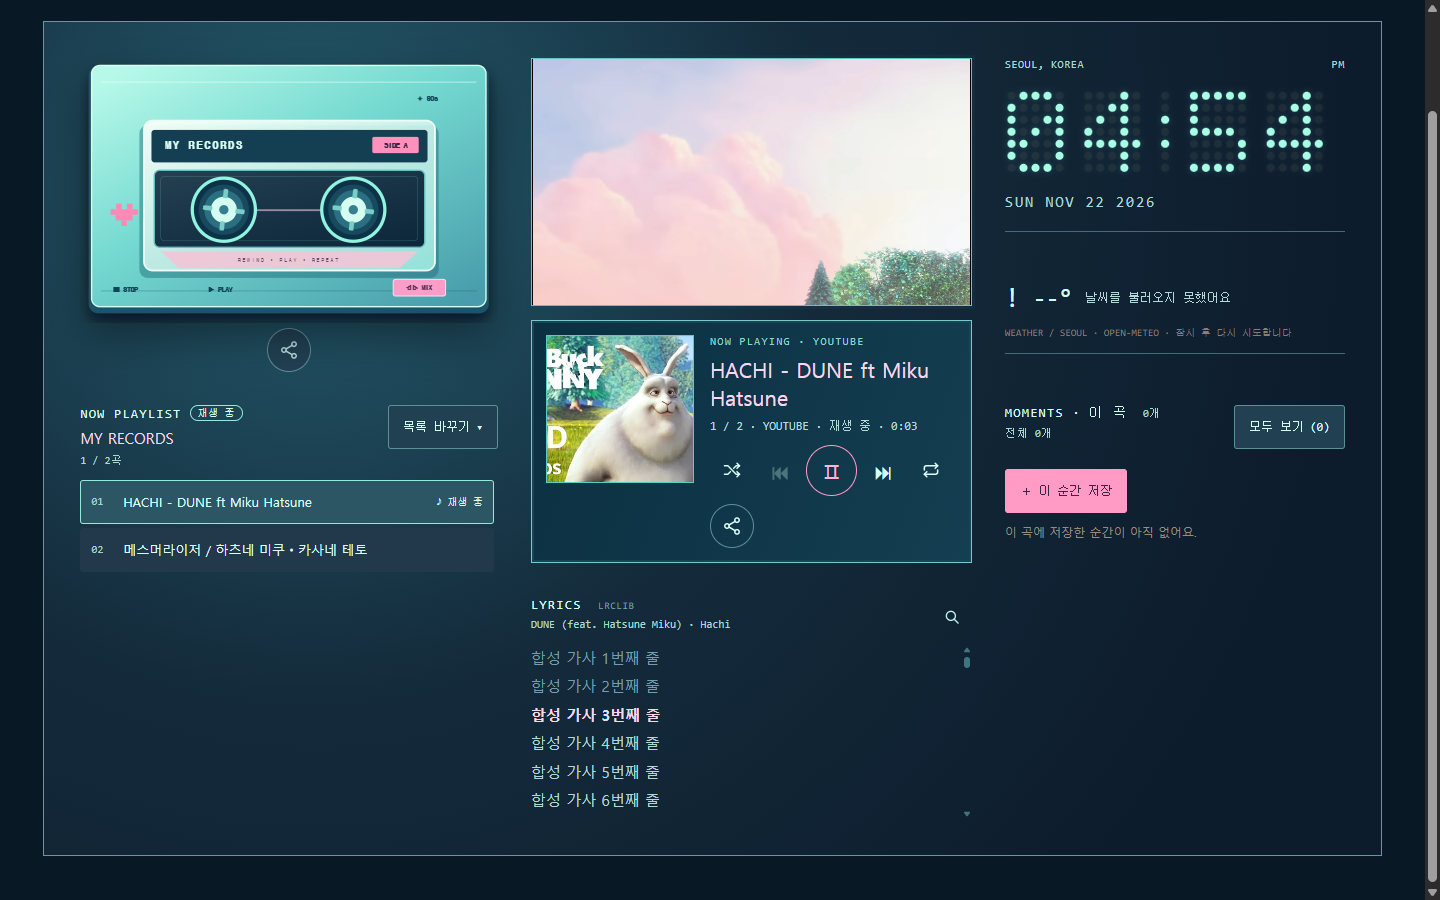 + 80s
MY RECORDS
SIDE A
REWIND • PLAY • REPEAT
■ STOP
▶ PLAY
◁▷ MIX
NOW PLAYLIST 재생 중
MY RECORDS
1 / 2곡
목록 바꾸기 ▾
01 HACHI - DUNE ft Miku Hatsune ♪ 재생 중
02 메스머라이저 / 하츠네 미쿠 • 카사네 테토
Buck
NNY
D
OS
NOW PLAYING · YOUTUBE
HACHI - DUNE ft Miku
Hatsune
1 / 2 · YOUTUBE · 재생 중 · 0:03
LYRICS LRCLIB
DUNE (feat. Hatsune Miku) · Hachi
합성 가사 1번째 줄
합성 가사 2번째 줄
합성 가사 3번째 줄
합성 가사 4번째 줄
합성 가사 5번째 줄
합성 가사 6번째 줄
SEOUL, KOREA PM
04:54
SUN NOV 22 2026
! --° 날씨를 불러오지 못했어요
WEATHER / SEOUL · OPEN-METEO · 잠시 후 다시 시도합니다
MOMENTS · 이 곡 0개
전체 0개
모두 보기 (0)
+ 이 순간 저장
이 곡에 저장한 순간이 아직 없어요.